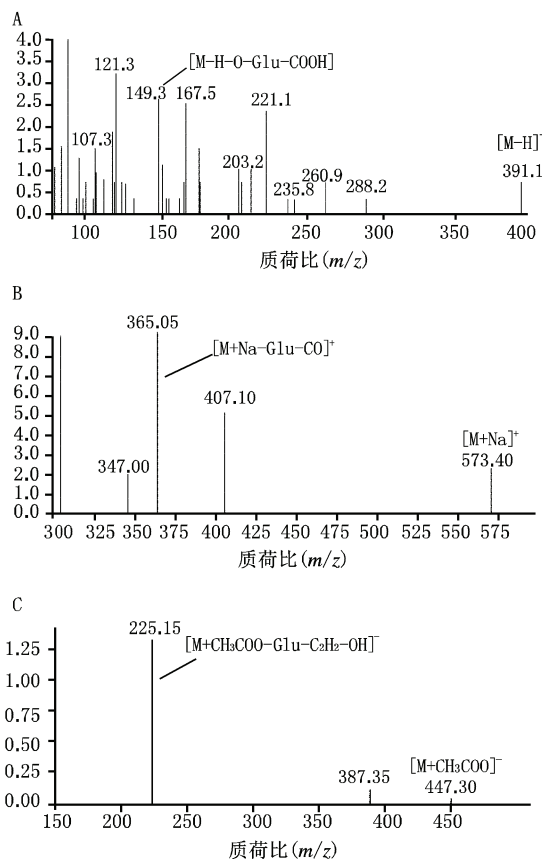 A
4.0
3.5
3.0
2.5
2.0
1.5
1.0
0.5
0.0
107.3
121.3
149.3
[M-H-O-Glu-COOH]
167.5
203.2
221.1
235.8
260.9
288.2
[M-H]⁻
391.1
100 150 200 250 300 350 400
质荷比(m/z)
B
9.0
8.0
7.0
6.0
5.0
4.0
3.0
2.0
1.0
0.0
347.00
365.05
[M+Na-Glu-CO]⁺
407.10
[M+Na]⁺
573.40
300 325 350 375 400 425 450 475 500 525 550 575
质荷比(m/z)
C
1.25
1.00
0.75
0.50
0.25
0.00
225.15
[M+CH₃COO-Glu-C₂H₂-OH]⁻
387.35
[M+CH₃COO]⁻
447.30
150 200 250 300 350 400 450
质荷比(m/z)